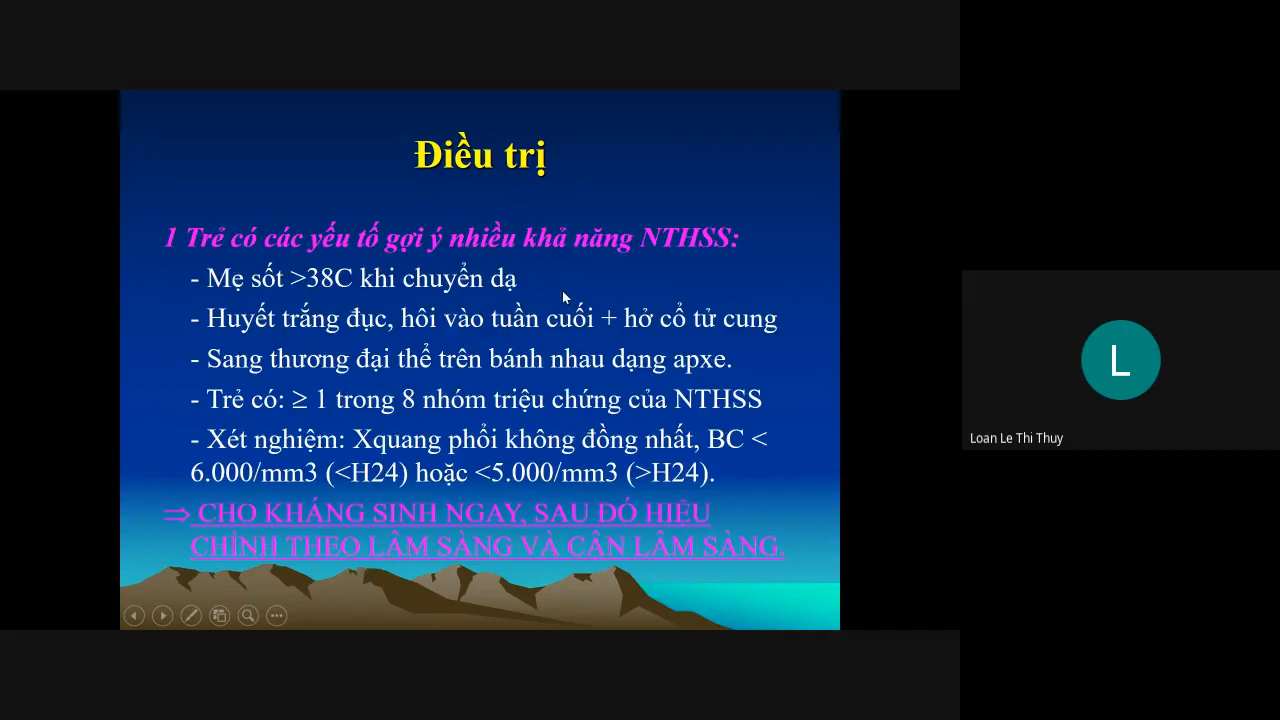 Điều trị
1 Trẻ có các yếu tố gợi ý nhiều khả năng NTHSS:
- Mẹ sốt >38C khi chuyển dạ
- Huyết trắng đục, hôi vào tuần cuối + hở cổ tử cung
- Sang thương đại thể trên bánh nhau dạng apxe.
- Trẻ có: ≥ 1 trong 8 nhóm triệu chứng của NTHSS
- Xét nghiệm: Xquang phổi không đồng nhất, BC <
6.000/mm3 (<H24) hoặc <5.000/mm3 (>H24).
⇒ CHO KHÁNG SINH NGAY, SAU ĐÓ HIỆU
CHỈNH THEO LÂM SÀNG VÀ CẬN LÂM SÀNG.
L
Loan Le Thi Thuy